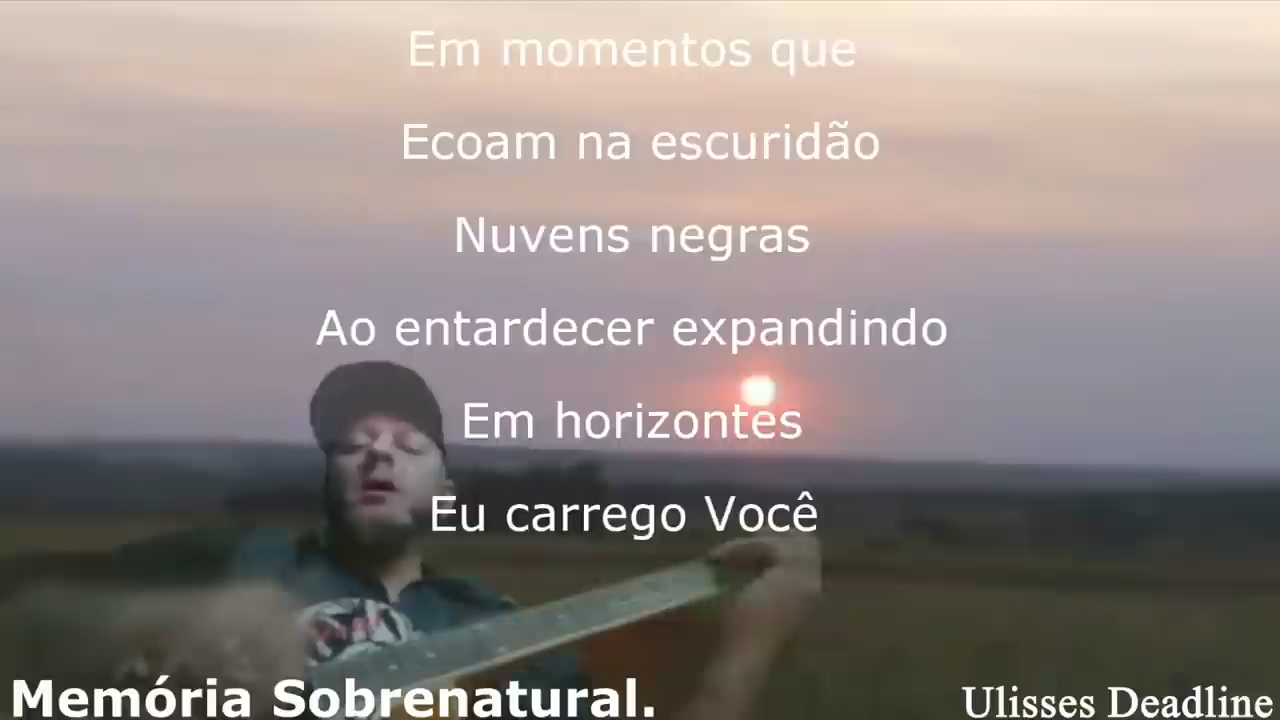 Em momentos que
Ecoam na escuridão
Nuvens negras
Ao entardecer expandindo
Em horizontes
Eu carrego Você
Memória Sobrenatural.
Ulisses Deadline